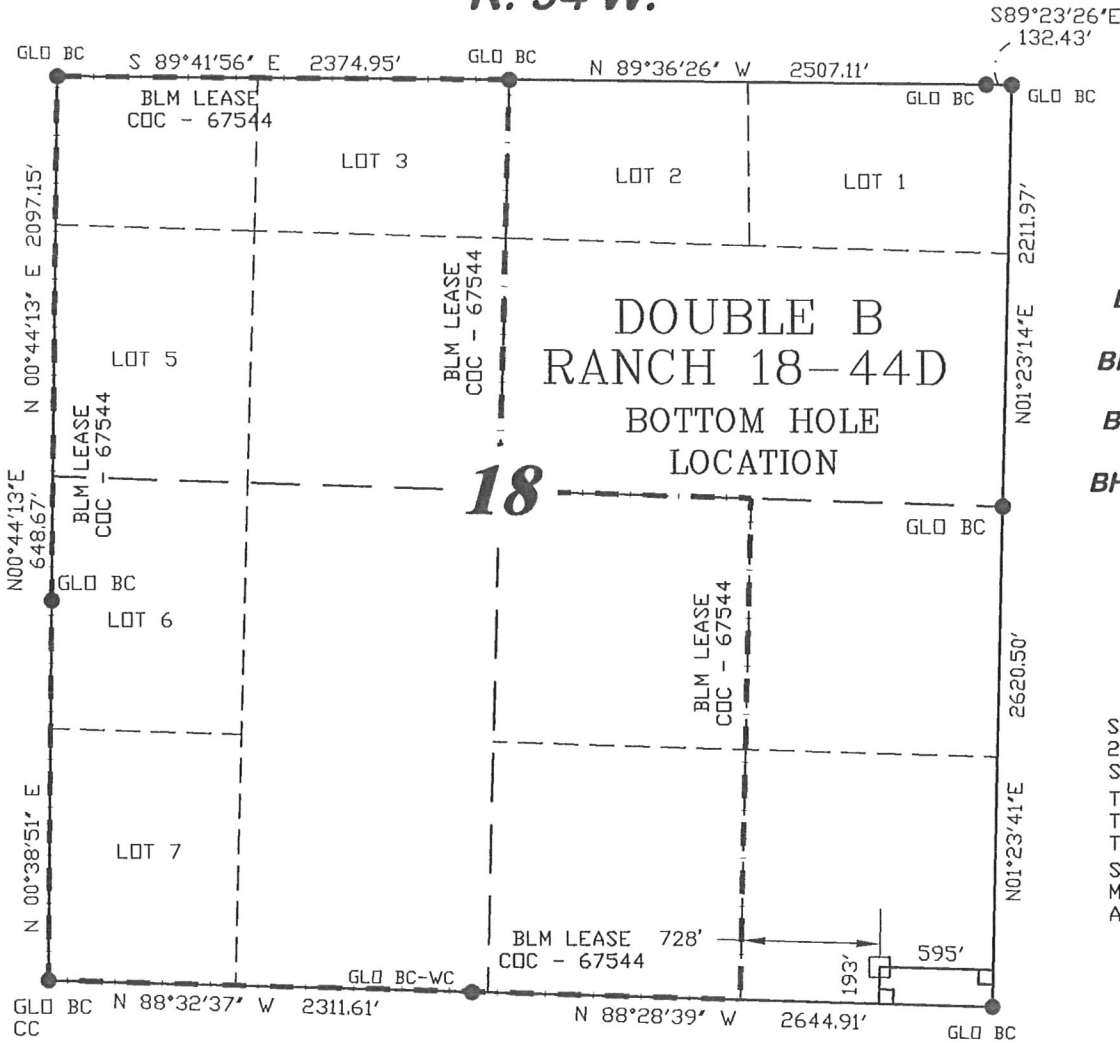 R. 94 W.
S89°23'26"E
132.43'
GLO BC
S 89°41'56" E 2374.95'
GLO BC
N 89°36'26" W 2507.11'
GLO BC
GLO BC
BLM LEASE
COC - 67544
LOT 3
LOT 2
LOT 1
N 00°44'13" E 2097.15'
2211.97'
N01°23'14"E
BLM LEASE
COC - 67544
DOUBLE B
RANCH 18-44D
BOTTOM HOLE
LOCATION
LOT 5
BLM LEASE
COC - 67544
18
GLO BC
N00°44'13"E
648.67'
GLO BC
LOT 6
BLM LEASE
COC - 67544
2620.50'
N01°23'41"E
N 00°38'51" E
LOT 7
BLM LEASE 728'
COC - 67544
595'
193'
GLO BC
CC
N 88°32'37" W 2311.61'
GLO BC-WC
N 88°28'39" W 2644.91'
GLO BC
B
BH
S
2
S
T
T
T
S
M
A